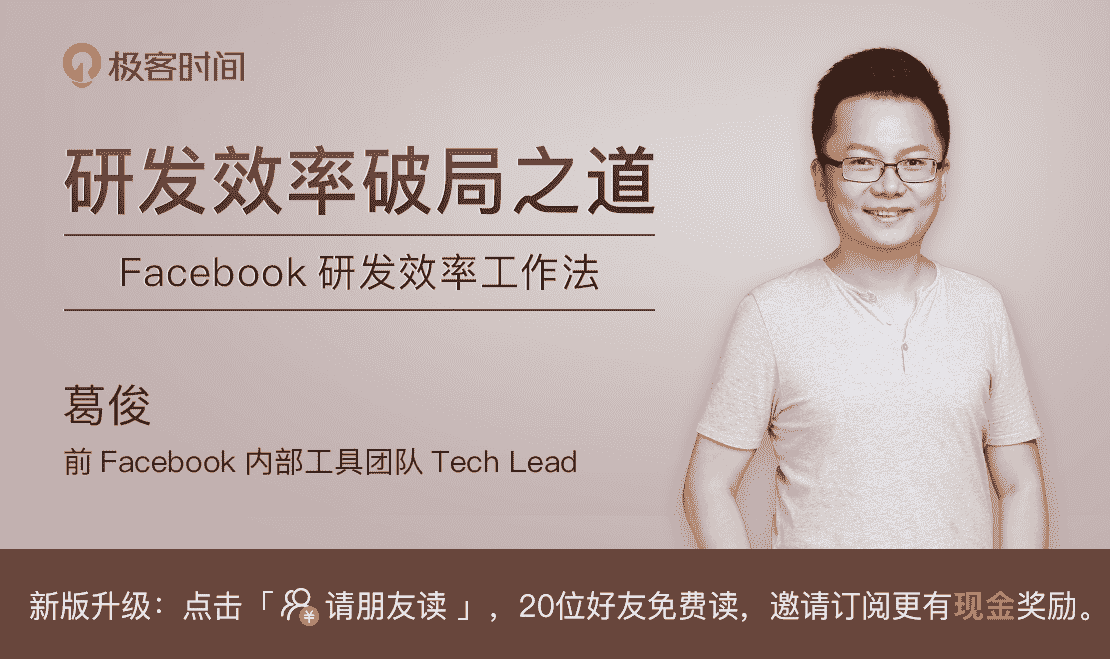 极客时间
研发效率破局之道
Facebook 研发效率工作法
葛俊
前 Facebook 内部工具团队 Tech Lead
新版升级：点击「 ¥ 请朋友读 」，20位好友免费读，邀请订阅更有现金奖励。